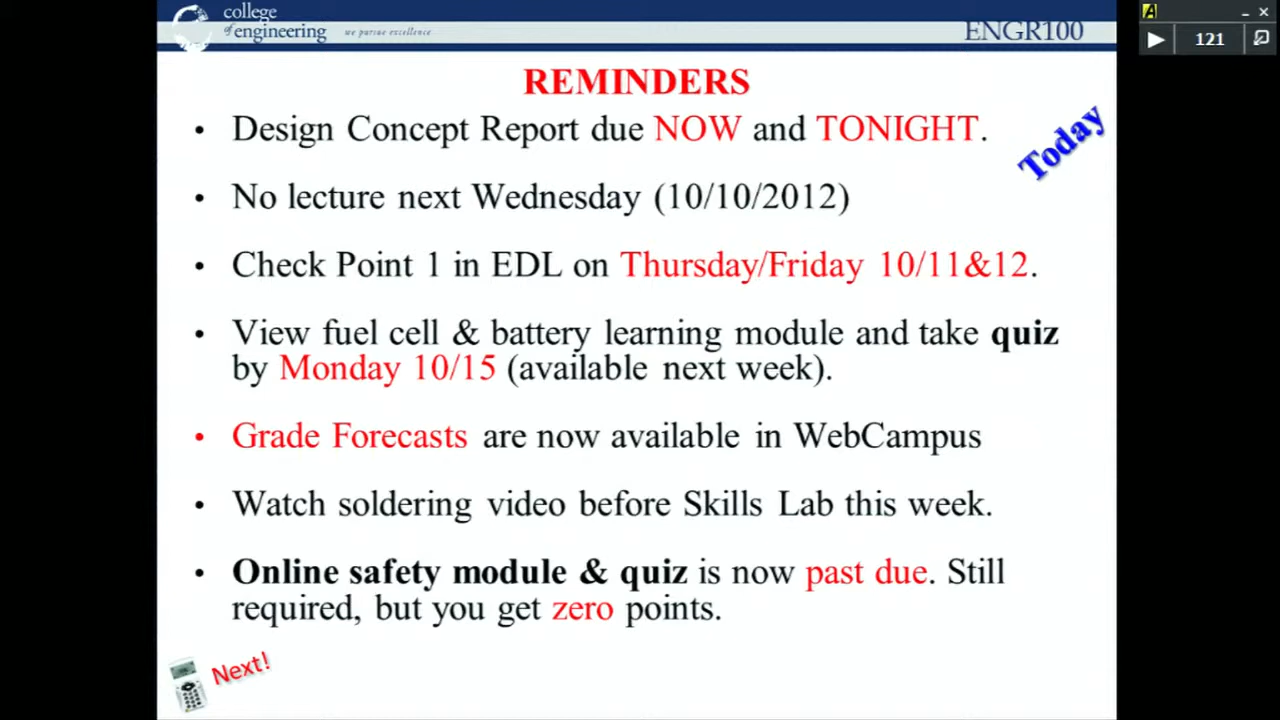 college
of engineering
we pursue excellence
ENGR100
121
REMINDERS
• Design Concept Report due NOW and TONIGHT.
Today
• No lecture next Wednesday (10/10/2012)
• Check Point 1 in EDL on Thursday/Friday 10/11&12.
• View fuel cell & battery learning module and take quiz
by Monday 10/15 (available next week).
• Grade Forecasts are now available in WebCampus
• Watch soldering video before Skills Lab this week.
• Online safety module & quiz is now past due. Still
required, but you get zero points.
Next!